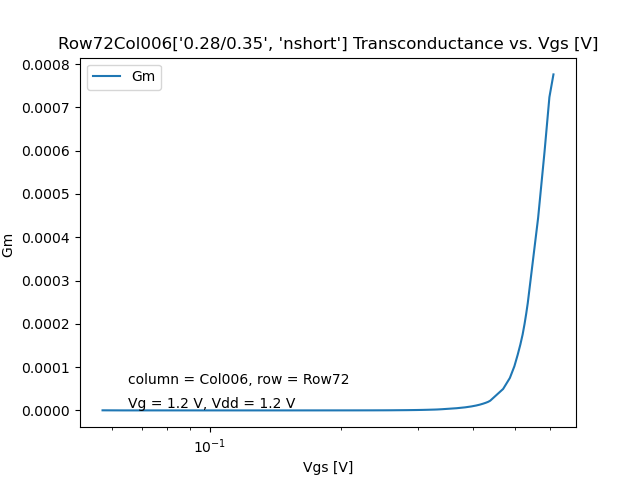 Row72Col006['0.28/0.35', 'nshort'] Transconductance vs. Vgs [V]
Gm
0.0008
0.0007
0.0006
0.0005
0.0004
0.0003
0.0002
0.0001
0.0000
Gm
column = Col006, row = Row72
Vg = 1.2 V, Vdd = 1.2 V
10⁻¹
Vgs [V]